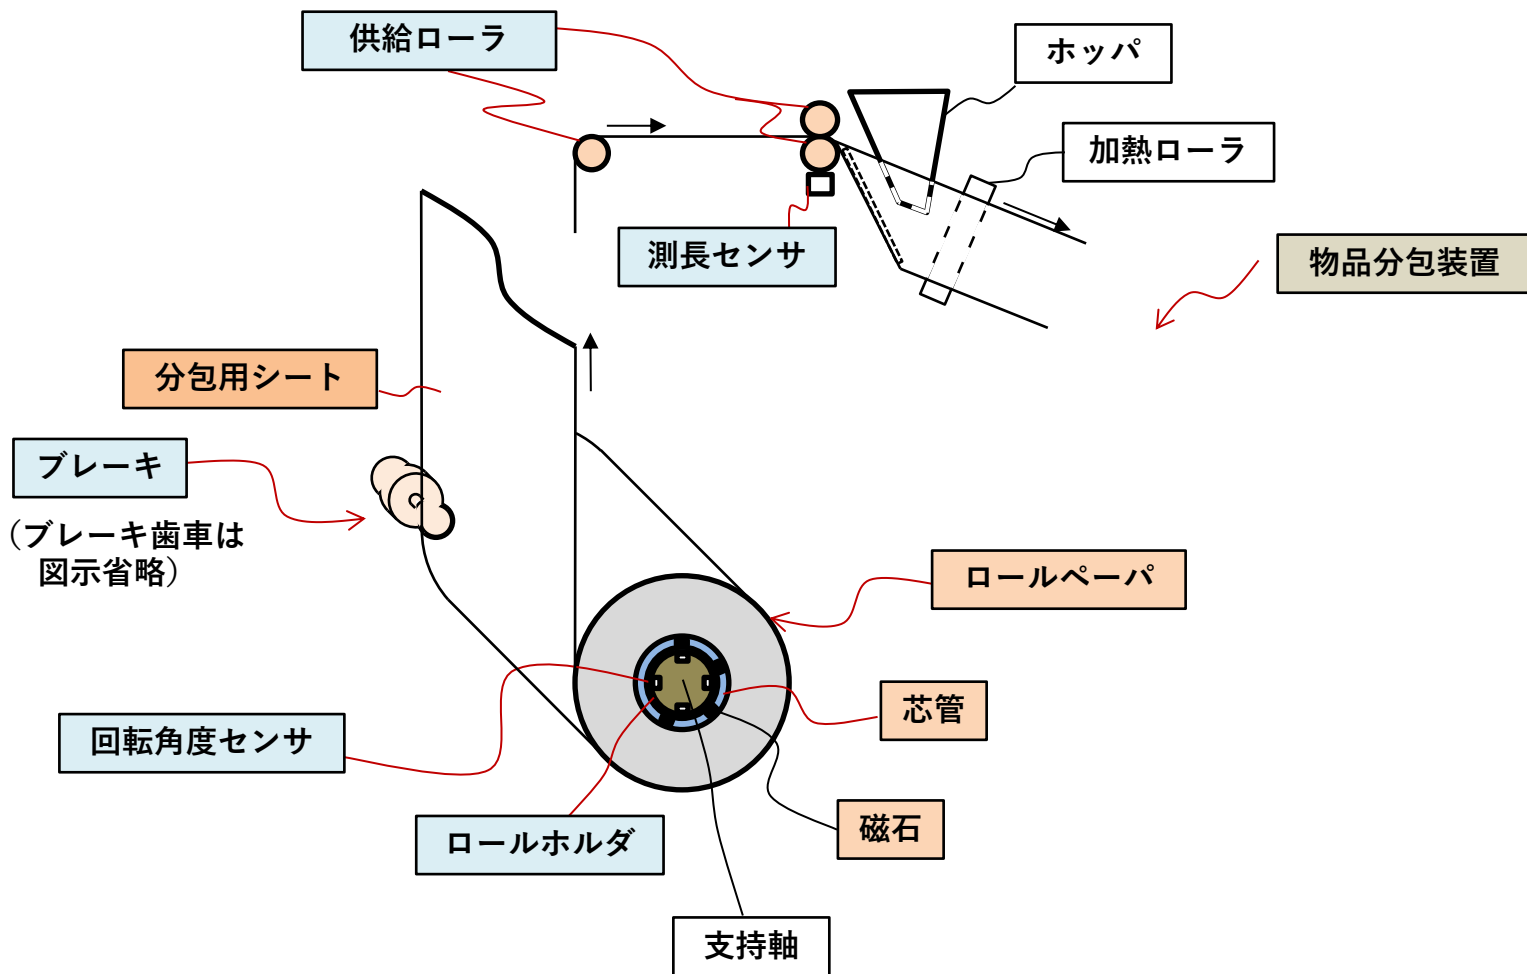 供給ローラ
ホッパ
加熱ローラ
測長センサ
物品分包装置
分包用シート
ブレーキ
（ブレーキ歯車は
図示省略）
ロールペーパ
芯管
回転角度センサ
磁石
ロールホルダ
支持軸